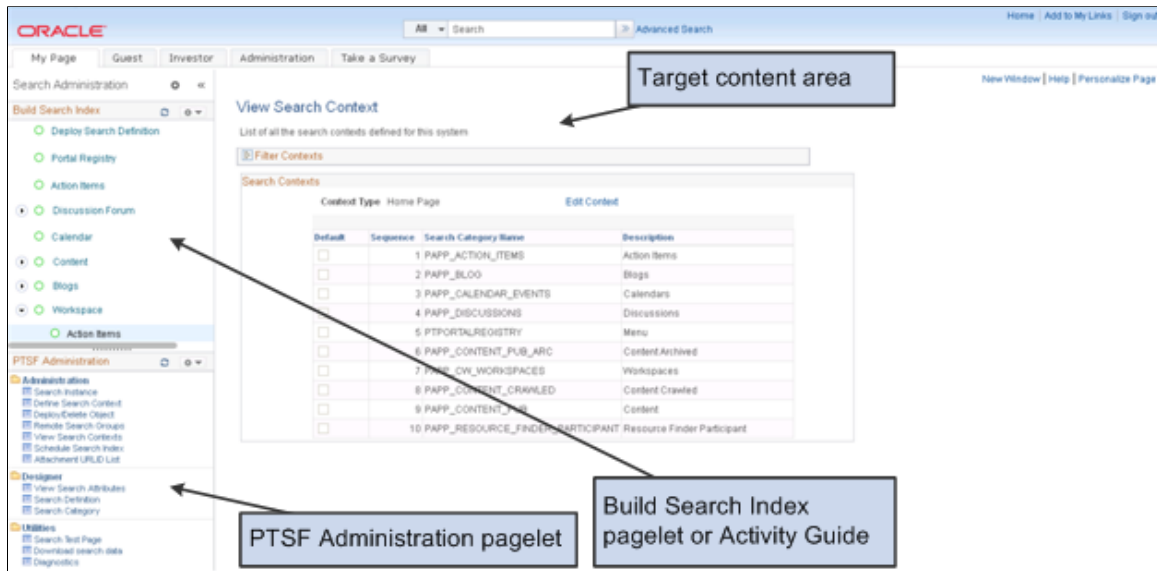 Home | Add to My Links | Sign out
ORACLE
All Search Advanced Search
My Page Guest Investor Administration Take a Survey
New Window | Help | Personalize Page
Target content area
Search Administration
Build Search Index
Deploy Search Definition
Portal Registry
Action Items
Discussion Forum
Calendar
Content
Blogs
Workspace
Action Items
PTSF Administration
Administration
Search Instance
Define Search Context
Deploy/Delete Object
Remote Search Groups
View Search Contexts
Schedule Search Index
Attachment URLID List
Designer
View Search Attributes
Search Definition
Search Category
Utilities
Search Test Page
Download search data
Diagnostics
View Search Context
List of all the search contexts defined for this system
Filter Contexts
Search Contexts
Context Type Home Page Edit Context
Default Sequence Search Category Name Description
1 PAPP_ACTION_ITEMS Action Items
2 PAPP_BLOG Blogs
3 PAPP_CALENDAR_EVENTS Calendars
4 PAPP_DISCUSSIONS Discussions
5 PTPORTALREGISTRY Menu
6 PAPP_CONTENT_PUB_ARC Content Archived
7 PAPP_CW_WORKSPACES Workspaces
8 PAPP_CONTENT_CRAWLED Content Crawled
9 PAPP_CONTENT_PUB Content
10 PAPP_RESOURCE_FINDER_PARTICIPANT Resource Finder Participant
PTSF Administration pagelet
Build Search Index
pagelet or Activity Guide